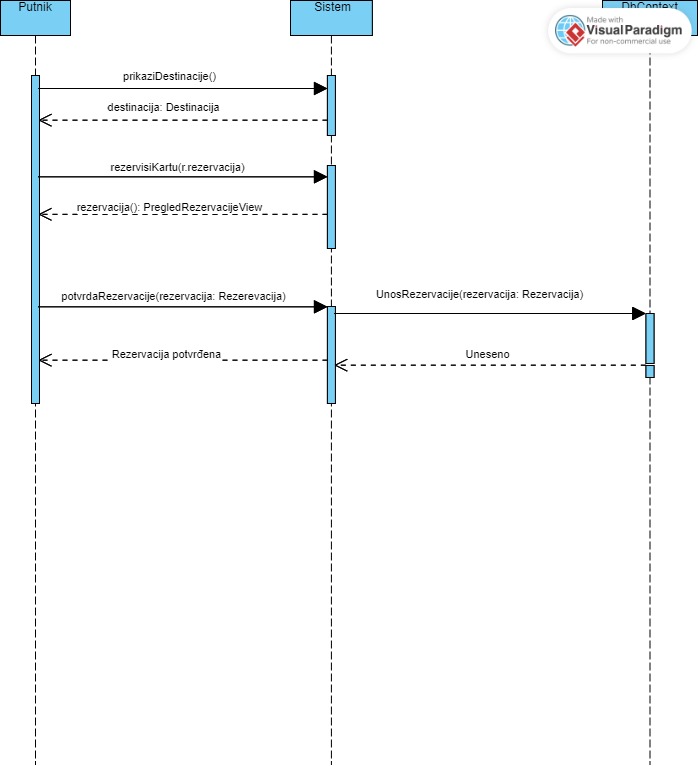 Putnik
Sistem
DbContext
Made with
Visual Paradigm
For non-commercial use
prikaziDestinacije()
destinacija: Destinacija
rezervisiKartu(r.rezervacija)
rezervacija(): PregledRezervacijeView
potvrdaRezervacije(rezervacija: Rezerevacija)
UnosRezervacije(rezervacija: Rezervacija)
Rezervacija potvrđena
Uneseno